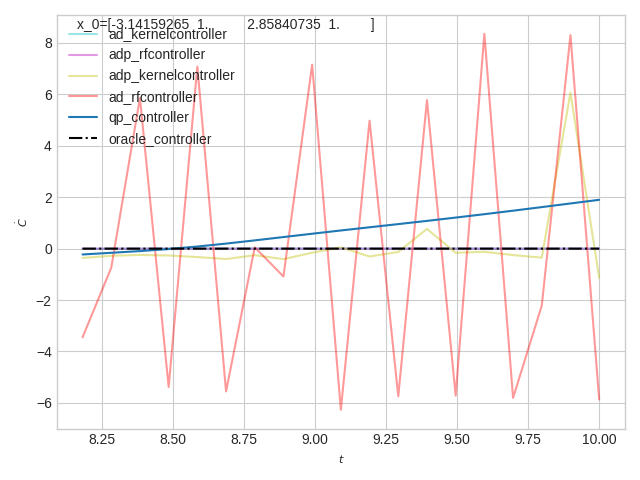 x_0=[-3.14159265  1.          2.85840735  1.        ]
ad_kernelcontroller
adp_rfcontroller
adp_kernelcontroller
ad_rfcontroller
qp_controller
oracle_controller
8
6
4
2
0
−2
−4
−6
Ċ
8.25 8.50 8.75 9.00 9.25 9.50 9.75 10.00
t